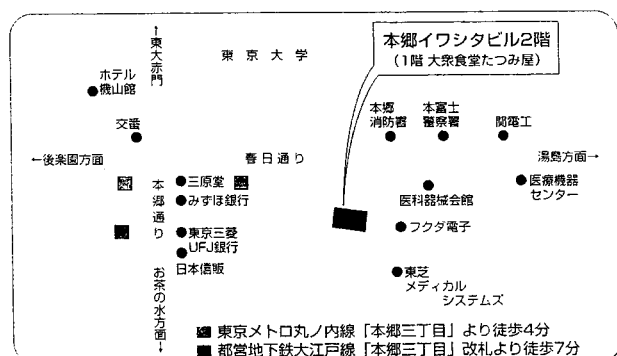 ↑東大赤門
東京大学
本郷イワシタビル2階
(1階 大衆食堂たつみ屋)
ホテル
機山館
交番
本郷
消防署
本富士
警察署
関電工
←後楽園方面
春日通り
湯島方面→
本郷通り
三原堂
みずほ銀行
医科器械会館
医療機器
センター
東京三菱
UFJ銀行
日本信販
フクダ電子
お茶の水方面→
東芝
メディカル
システムズ
東京メトロ丸ノ内線「本郷三丁目」より徒歩4分
都営地下鉄大江戸線「本郷三丁目」改札より徒歩7分